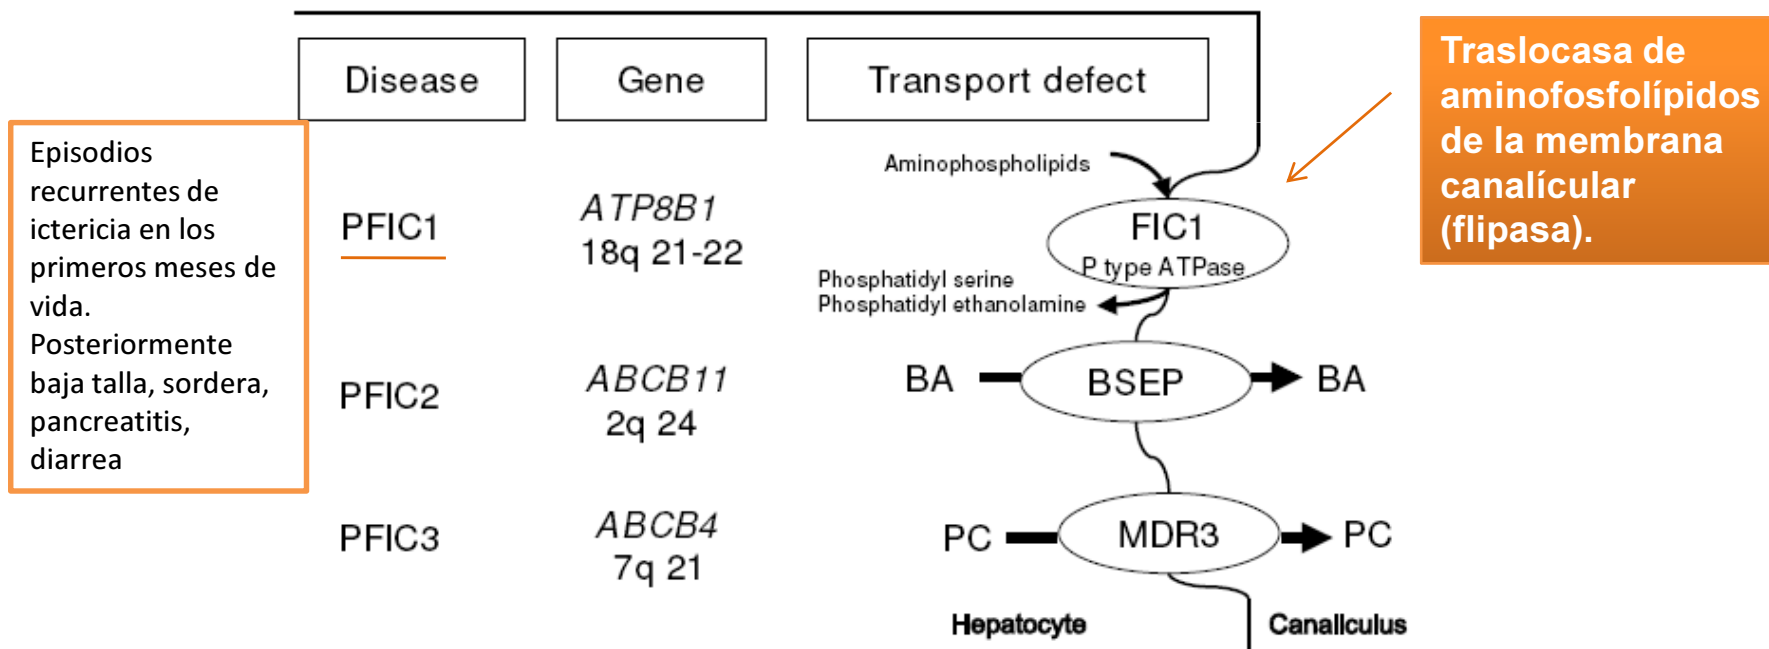 Disease
Gene
Transport defect
Traslocasa de
aminofosfolípidos
de la membrana
canalícular
(flipasa).
Episodios
recurrentes de
ictericia en los
primeros meses de
vida.
Posteriormente
baja talla, sordera,
pancreatitis,
diarrea
PFIC1
ATP8B1
18q 21-22
Aminophospholipids
FIC1
P type ATPase
Phosphatidyl serine
Phosphatidyl ethanolamine
PFIC2
ABCB11
2q 24
BA
BSEP
BA
PFIC3
ABCB4
7q 21
PC
MDR3
PC
Hepatocyte
Canaliculus